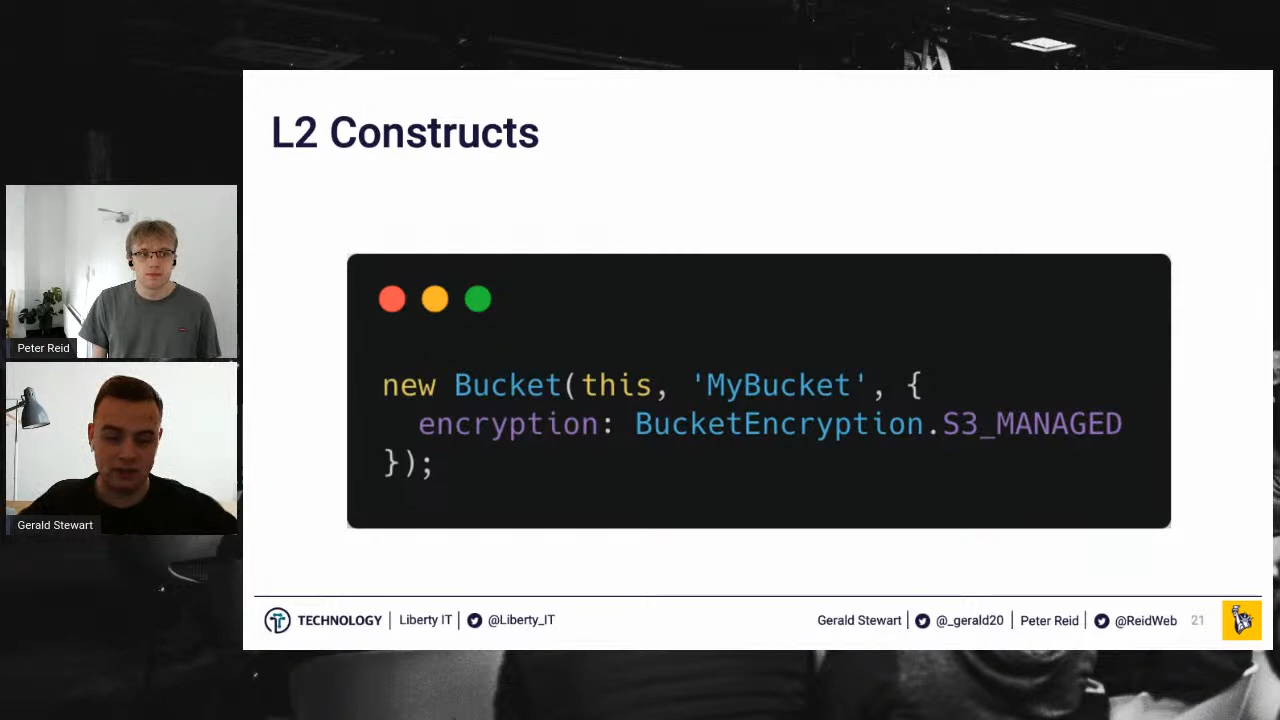 L2 Constructs
Peter Reid
Gerald Stewart
new Bucket(this, 'MyBucket', {
  encryption: BucketEncryption.S3_MANAGED
});
TECHNOLOGY | Liberty IT | @Liberty_IT
Gerald Stewart | @_gerald20 | Peter Reid | @ReidWeb 21